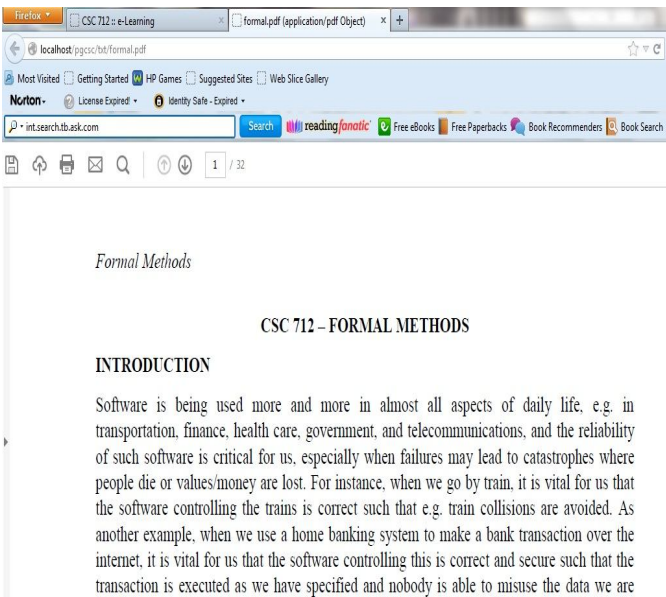 Firefox
CSC 712 :: e-Learning × formal.pdf (application/pdf Object) × +
localhost/pgcsc/txt/formal.pdf
Most Visited Getting Started HP Games Suggested Sites Web Slice Gallery
Norton - License Expired! Identity Safe - Expired
int.search.tb.ask.com Search reading fanatic Free eBooks Free Paperbacks Book Recommenders Book Search
1 / 32
Formal Methods
CSC 712 – FORMAL METHODS
INTRODUCTION
Software is being used more and more in almost all aspects of daily life, e.g. in
transportation, finance, health care, government, and telecommunications, and the reliability
of such software is critical for us, especially when failures may lead to catastrophes where
people die or values/money are lost. For instance, when we go by train, it is vital for us that
the software controlling the trains is correct such that e.g. train collisions are avoided. As
another example, when we use a home banking system to make a bank transaction over the
internet, it is vital for us that the software controlling this is correct and secure such that the
transaction is executed as we have specified and nobody is able to misuse the data we are